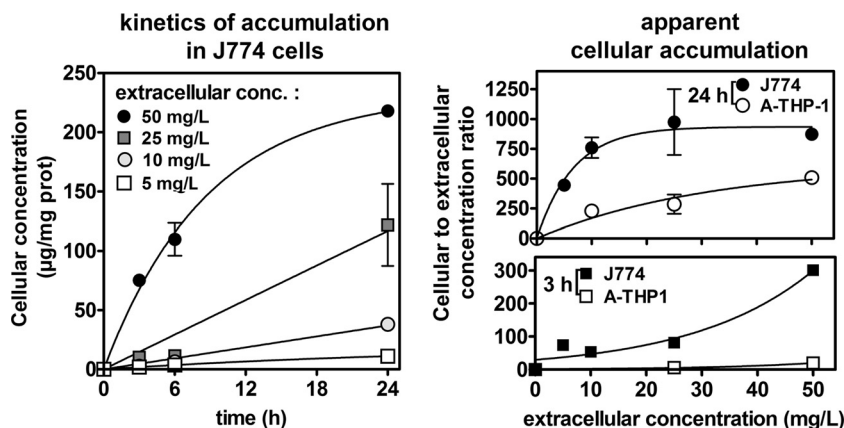 kinetics of accumulation
in J774 cells
250
200
150
100
50
0
Cellular concentration
(µg/mg prot)
extracellular conc. :
50 mg/L
25 mg/L
10 mg/L
5 mg/L
0
6
12
18
24
time (h)
apparent
cellular accumulation
1250
1000
750
500
250
0
24 h
J774
A-THP-1
Cellular to extracellular
concentration ratio
300
200
100
0
3 h
J774
A-THP1
0
10
20
30
40
50
extracellular concentration (mg/L)